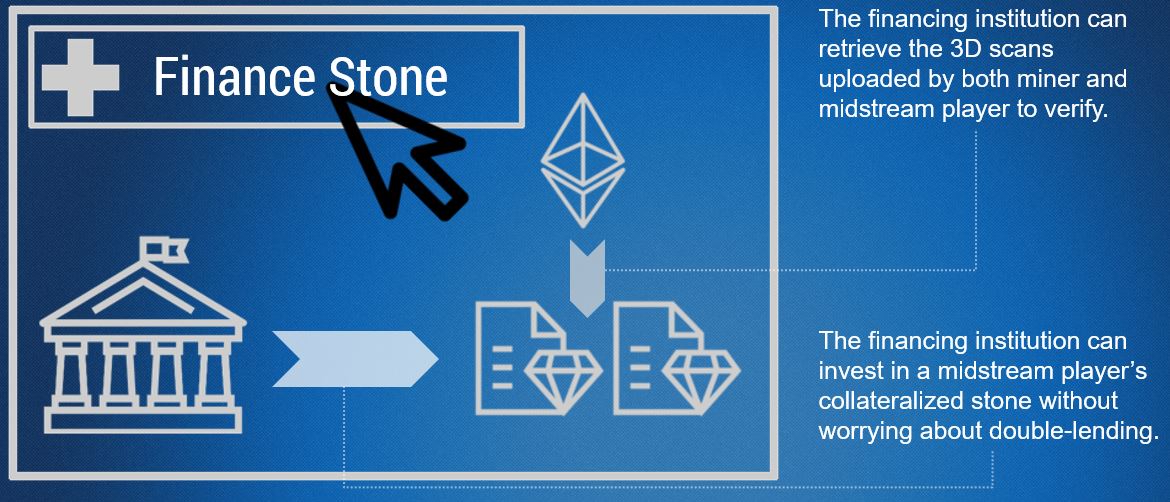 Finance Stone
The financing institution can
retrieve the 3D scans
uploaded by both miner and
midstream player to verify.
The financing institution can
invest in a midstream player's
collateralized stone without
worrying about double-lending.